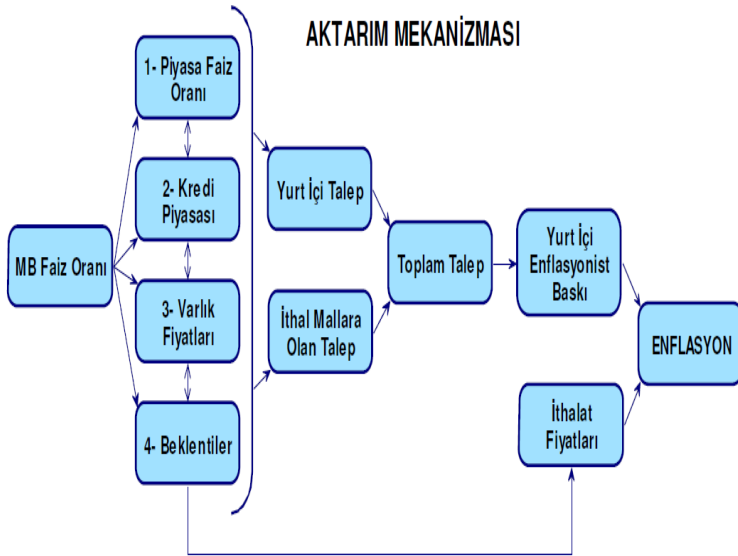 AKTARIM MEKANİZMASI
1- Piyasa Faiz
Oranı
2- Kredi
Piyasası
MB Faiz Oranı
3- Varlık
Fiyatları
4- Beklentiler
Yurt İçi Talep
İthal Mallara
Olan Talep
Toplam Talep
Yurt İçi
Enflasyonist
Baskı
İthalat
Fiyatları
ENFLASYON